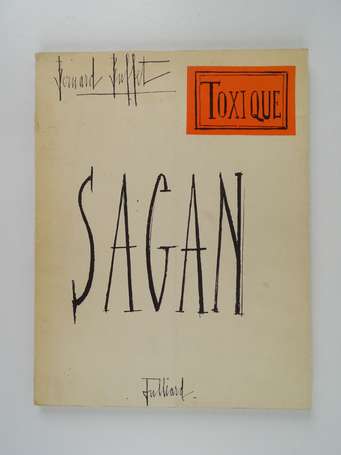 Bernard Buffet
TOXIQUE
SAGAN
Julliard.